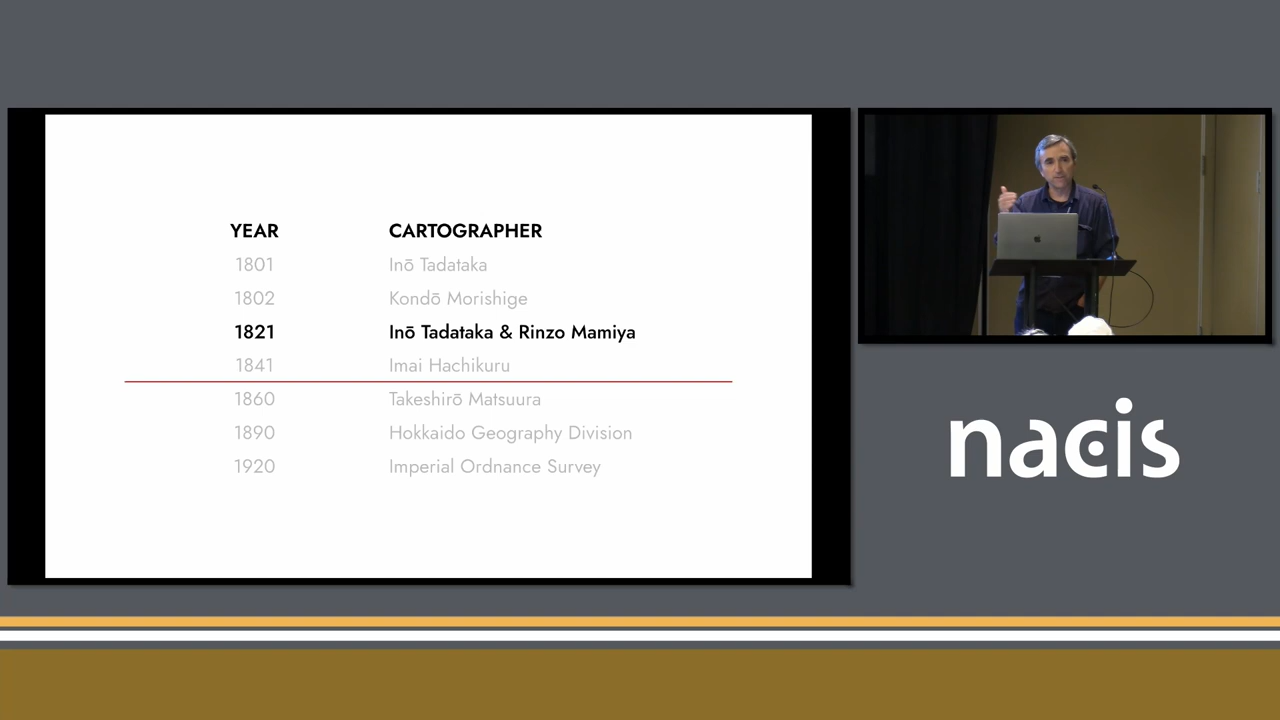 YEAR CARTOGRAPHER
1801 Inō Tadataka
1802 Kondō Morishige
1821 Inō Tadataka & Rinzo Mamiya
1841 Imai Hachikuru
1860 Takeshirō Matsuura
1890 Hokkaido Geography Division
1920 Imperial Ordnance Survey
nacis